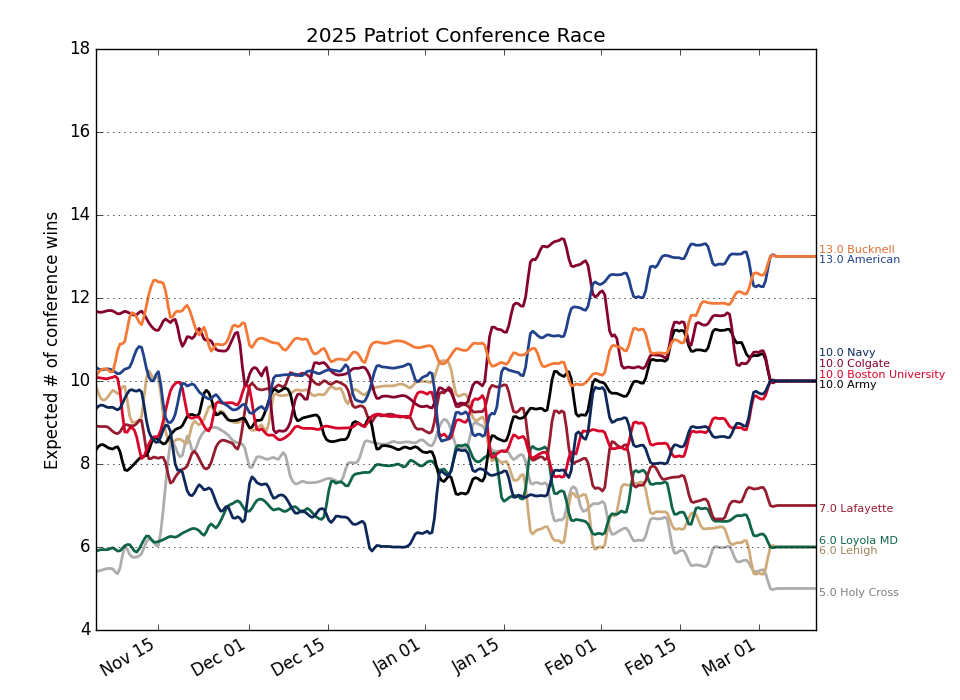 2025 Patriot Conference Race
Expected # of conference wins
18
16
14
12
10
8
6
4
13.0 Bucknell
13.0 American
10.0 Navy
10.0 Colgate
10.0 Boston University
10.0 Army
7.0 Lafayette
6.0 Loyola MD
6.0 Lehigh
5.0 Holy Cross
Nov 15
Dec 01
Dec 15
Jan 01
Jan 15
Feb 01
Feb 15
Mar 01